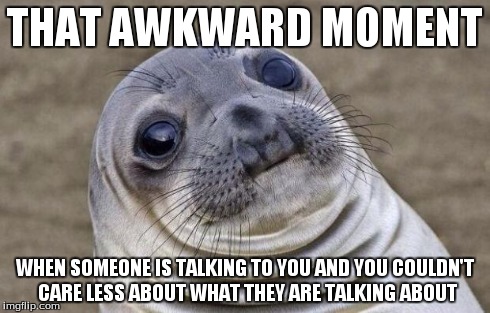 THAT AWKWARD MOMENT
WHEN SOMEONE IS TALKING TO YOU AND YOU COULDN'T
CARE LESS ABOUT WHAT THEY ARE TALKING ABOUT
imgflip.com